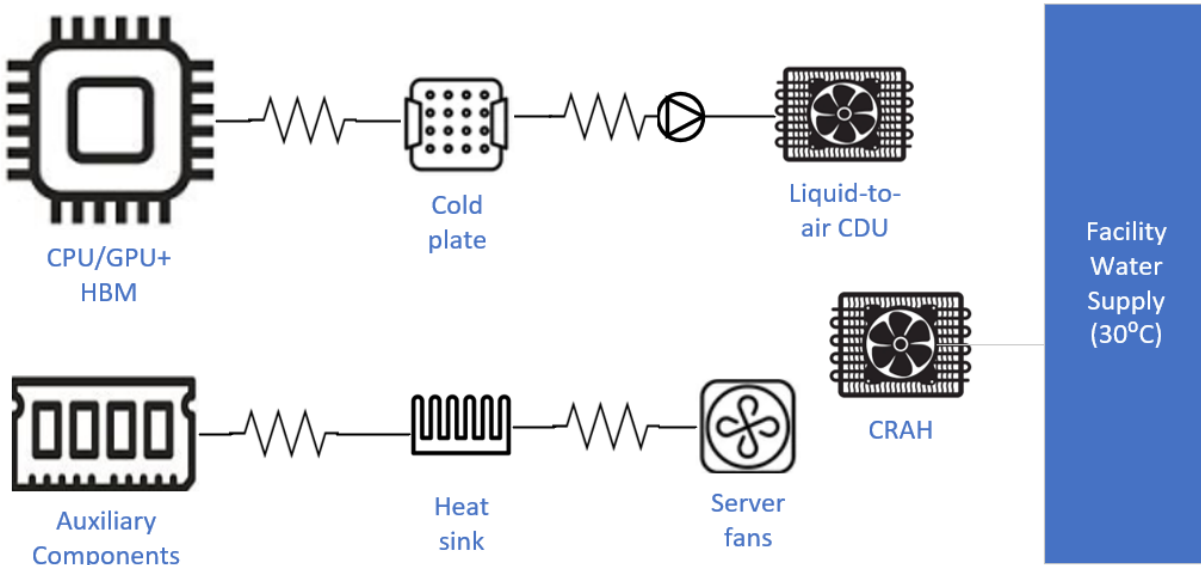 CPU/GPU+
HBM
Cold
plate
Liquid-to-
air CDU
Facility
Water
Supply
(30⁰C)
CRAH
Auxiliary
Components
Heat
sink
Server
fans